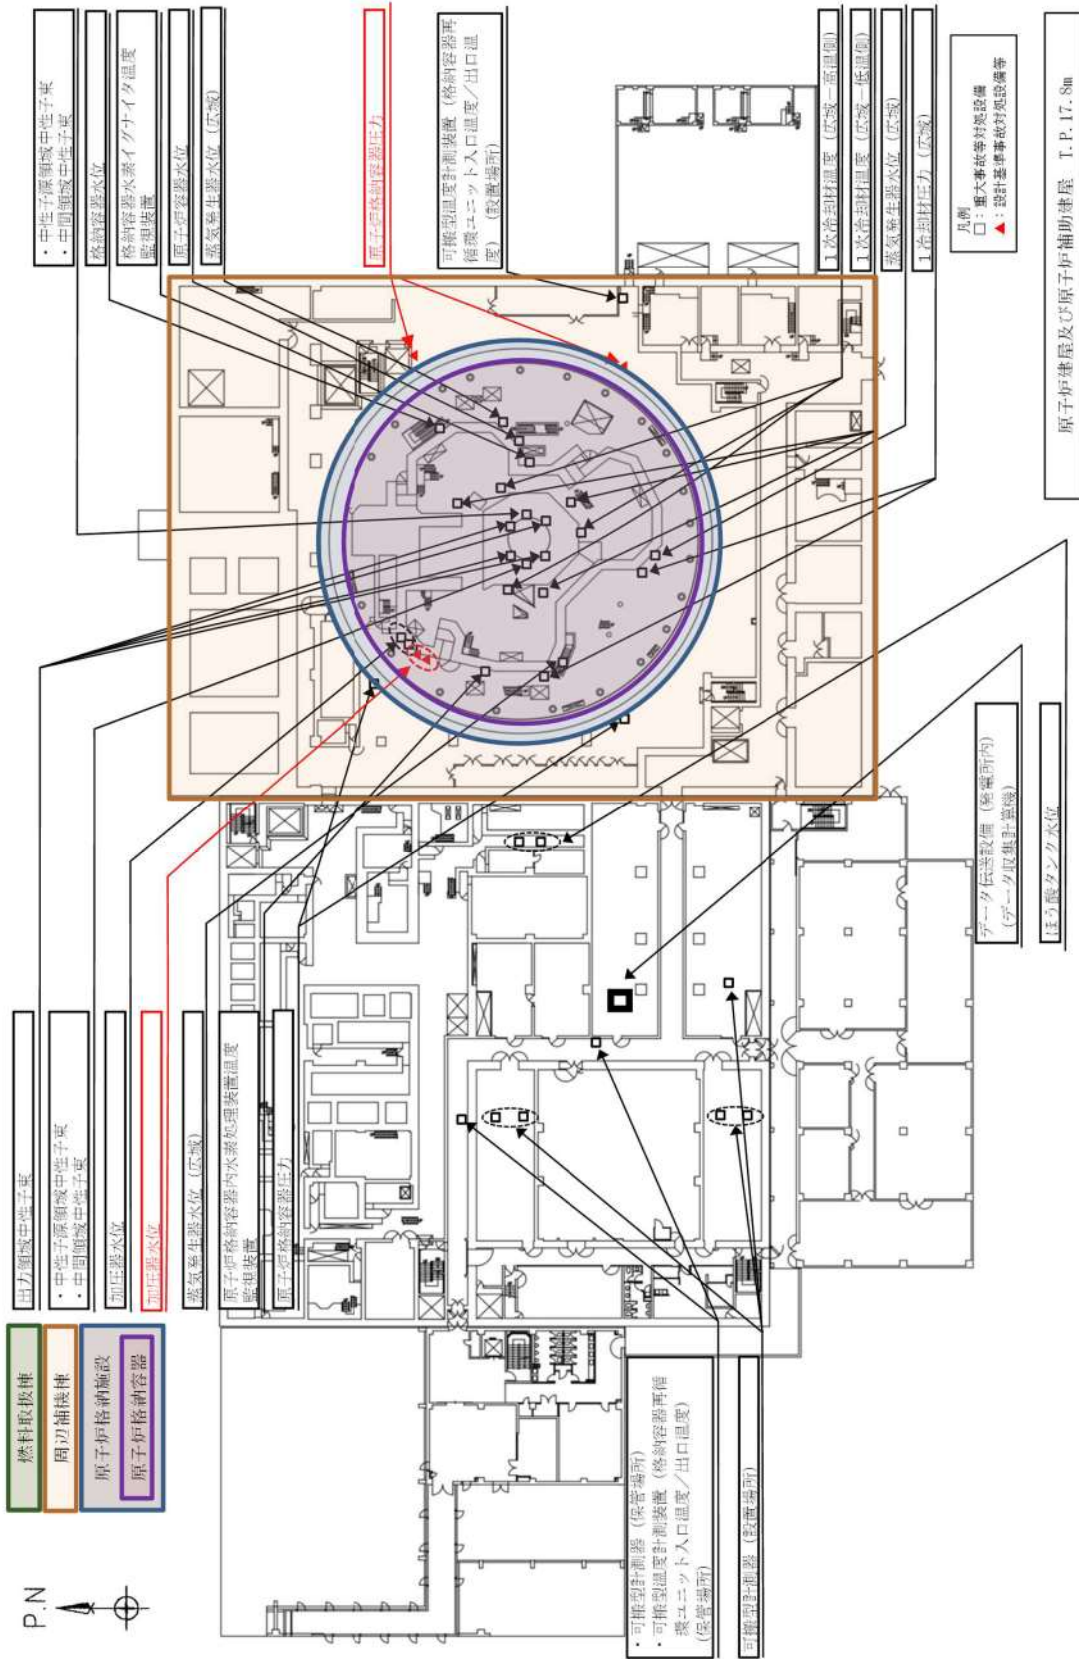 P.N
燃料取扱棟
周辺補機棟
原子炉格納施設
原子炉格納容器
出力領域中性子束
・中性子源領域中性子束
・中間領域中性子束
加圧器水位
加圧器水位
蒸気発生器水位（広域）
原子炉格納容器内水素処理装置温度
監視装置
原子炉格納容器圧力
・中性子源領域中性子束
・中間領域中性子束
格納容器水位
格納容器水素イグナイタ温度
監視装置
原子炉容器水位
蒸気発生器水位（広域）
原子炉格納容器圧力
可搬型温度計測装置（格納容器再
循環ユニット入口温度／出口温
度）（設置場所）
1次冷却材温度（広域－高温側）
1次冷却材温度（広域－低温側）
蒸気発生器水位（広域）
1次冷却材圧力（広域）
凡例
□：重大事故等対処設備
▲：設計基準事故対処設備等
・可搬型計測器（保管場所）
・可搬型温度計測装置（格納容器再循
環ユニット入口温度／出口温度）
（保管場所）
可搬型計測器（設置場所）
データ伝送設備（発電所内）
（データ収集計算機）
ほう酸タンク水位
原子炉建屋及び原子炉補助建屋 T.P.17.8m